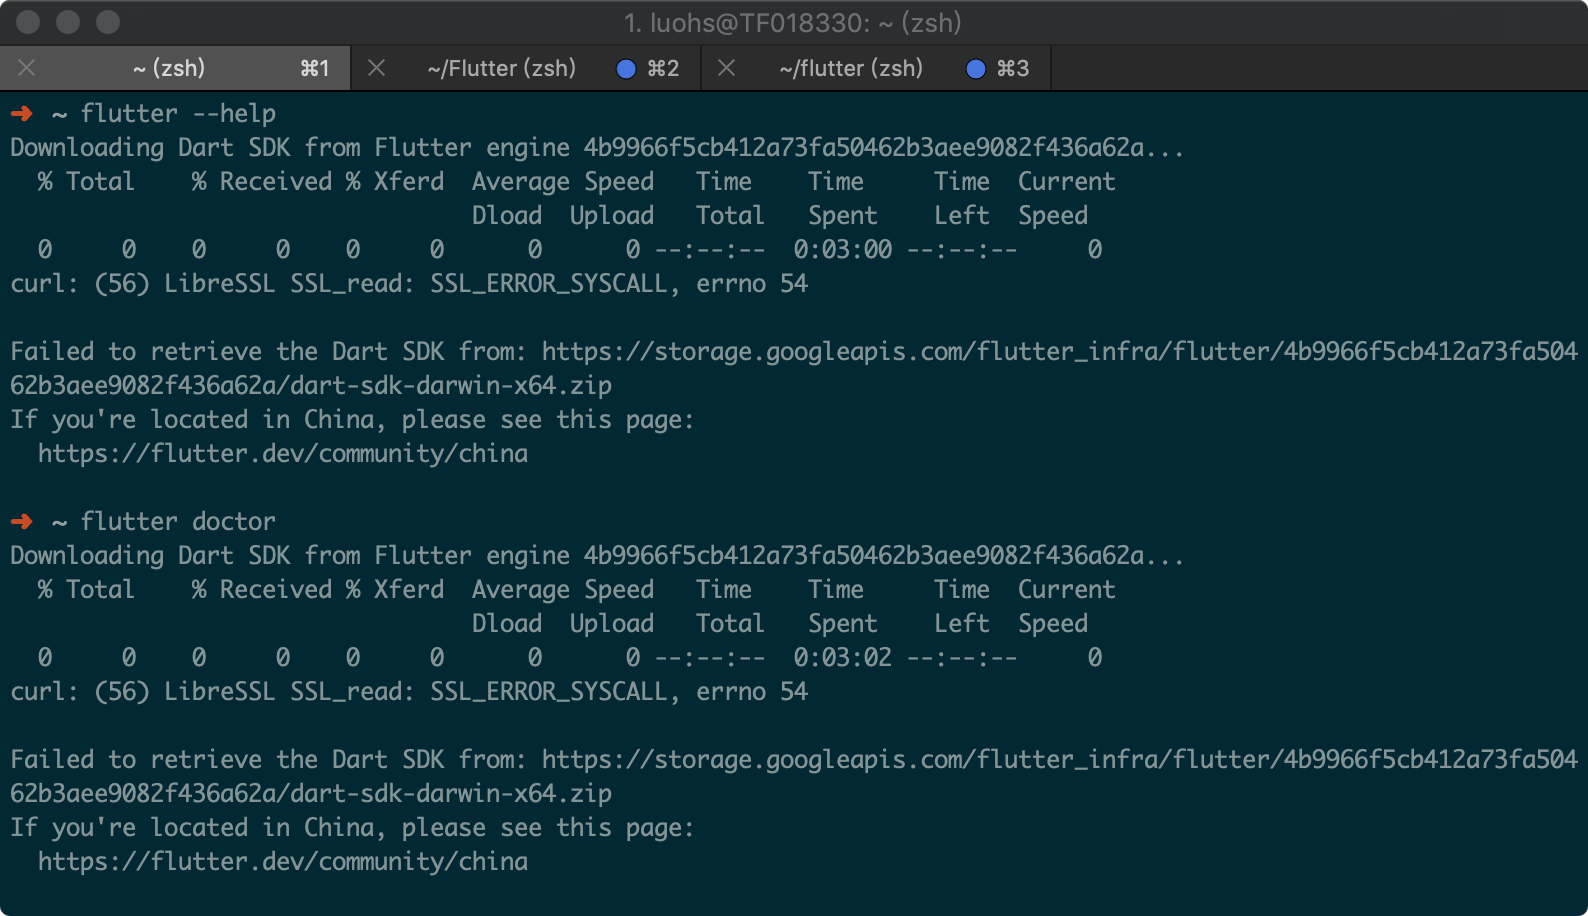 1. luohs@TF018330: ~ (zsh)
~ (zsh) ⌘1 ~/Flutter (zsh) ⌘2 ~/flutter (zsh) ⌘3
➜ ~ flutter --help
Downloading Dart SDK from Flutter engine 4b9966f5cb412a73fa50462b3aee9082f436a62a...
% Total % Received % Xferd Average Speed Time Time Time Current
Dload Upload Total Spent Left Speed
0 0 0 0 0 0 0 0 --:--:-- 0:03:00 --:--:-- 0
curl: (56) LibreSSL SSL_read: SSL_ERROR_SYSCALL, errno 54
Failed to retrieve the Dart SDK from: https://storage.googleapis.com/flutter_infra/flutter/4b9966f5cb412a73fa504
62b3aee9082f436a62a/dart-sdk-darwin-x64.zip
If you're located in China, please see this page:
https://flutter.dev/community/china
➜ ~ flutter doctor
Downloading Dart SDK from Flutter engine 4b9966f5cb412a73fa50462b3aee9082f436a62a...
% Total % Received % Xferd Average Speed Time Time Time Current
Dload Upload Total Spent Left Speed
0 0 0 0 0 0 0 0 --:--:-- 0:03:02 --:--:-- 0
curl: (56) LibreSSL SSL_read: SSL_ERROR_SYSCALL, errno 54
Failed to retrieve the Dart SDK from: https://storage.googleapis.com/flutter_infra/flutter/4b9966f5cb412a73fa504
62b3aee9082f436a62a/dart-sdk-darwin-x64.zip
If you're located in China, please see this page:
https://flutter.dev/community/china